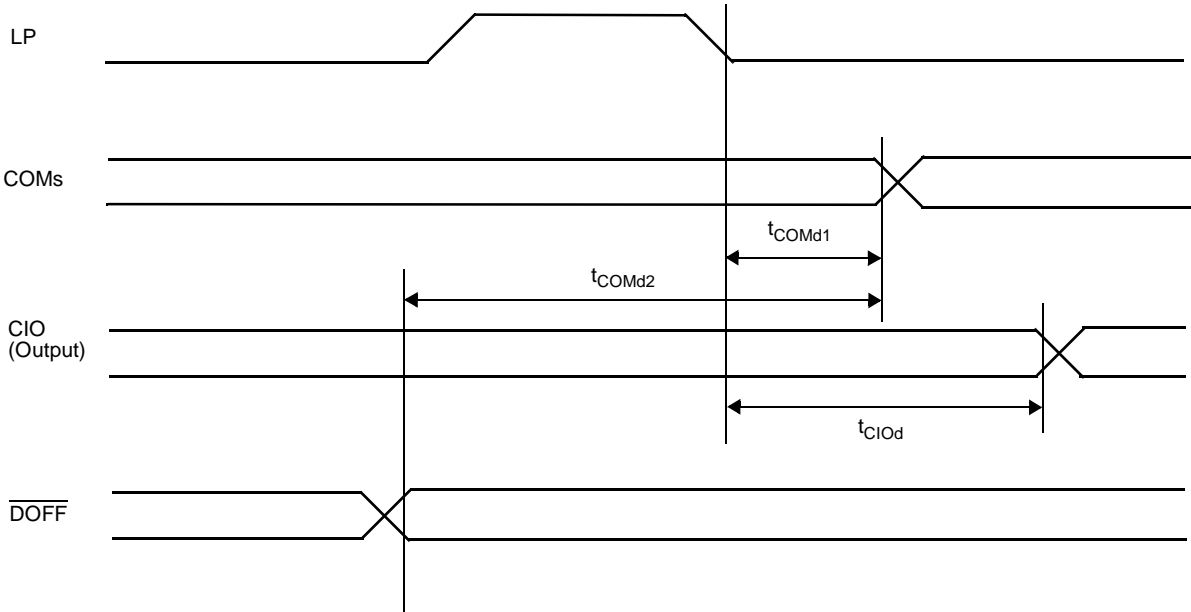 LP
COMs
tCOMd1
tCOMd2
CIO
(Output)
tCIOd
DOFF